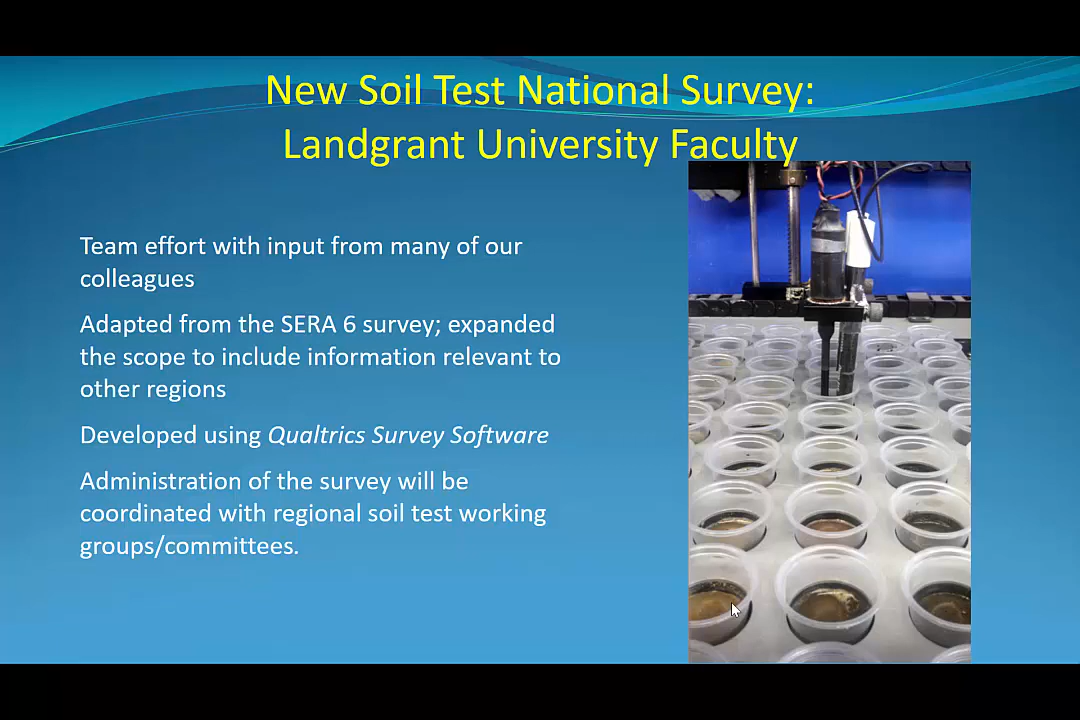 New Soil Test National Survey:
Landgrant University Faculty
Team effort with input from many of our
colleagues
Adapted from the SERA 6 survey; expanded
the scope to include information relevant to
other regions
Developed using Qualtrics Survey Software
Administration of the survey will be
coordinated with regional soil test working
groups/committees.